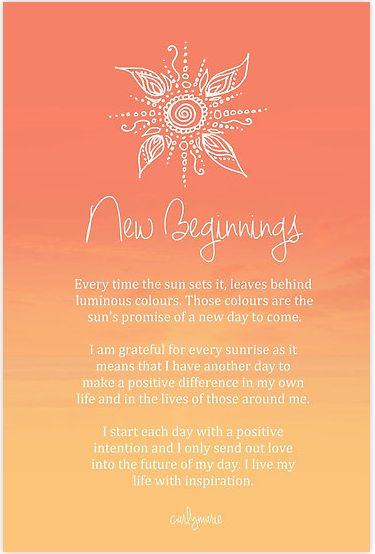 New Beginnings
Every time the sun sets it, leaves behind
luminous colours. Those colours are the
sun's promise of a new day to come.
I am grateful for every sunrise as it
means that I have another day to
make a positive difference in my own
life and in the lives of those around me.
I start each day with a positive
intention and I only send out love
into the future of my day. I live my
life with inspiration.
curlymarie